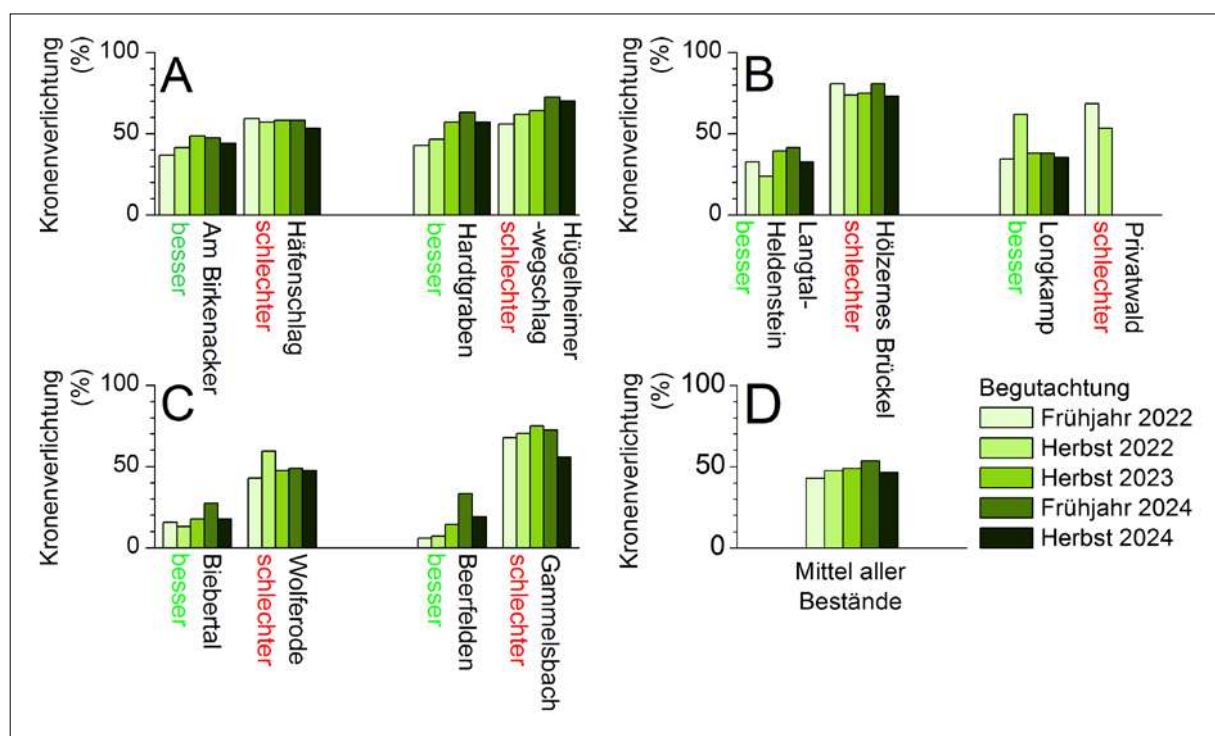 A
Kronenverlichtung
(%)
100
50
0
besser
Am Birkenacker
schlechter
Häfenschlag
besser
Hardtgraben
schlechter
Hügelheimer
-wegschlag
B
Kronenverlichtung
(%)
100
50
0
besser
Langtal-
Heldenstein
schlechter
Hölzernes Brückel
besser
Longkamp
schlechter
Privatwald
C
Kronenverlichtung
(%)
100
50
0
besser
Biebertal
schlechter
Wolferode
besser
Beerfelden
schlechter
Gammelsbach
D
Kronenverlichtung
(%)
100
50
0
Mittel aller
Bestände
Begutachtung
Frühjahr 2022
Herbst 2022
Herbst 2023
Frühjahr 2024
Herbst 2024